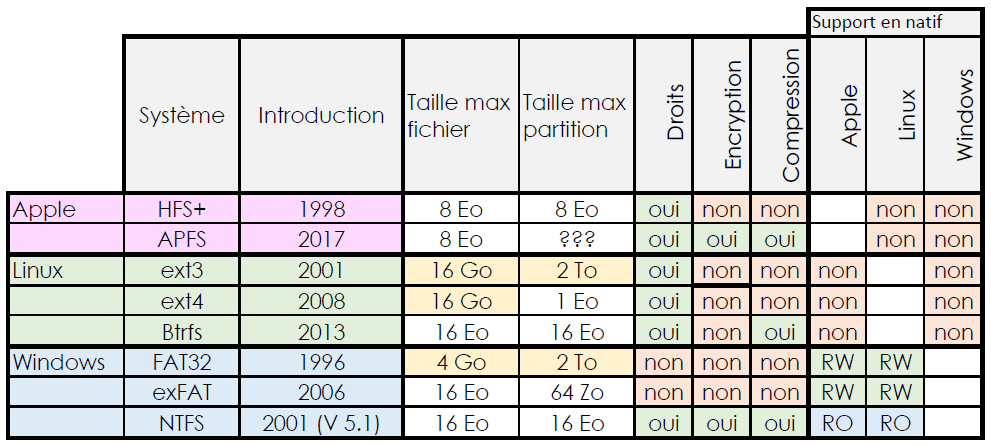 Support en natif
Système Introduction Taille max fichier Taille max partition Droits Encryption Compression Apple Linux Windows
Apple HFS+ 1998 8 Eo 8 Eo oui non non non non
APFS 2017 8 Eo ??? oui oui oui non non
Linux ext3 2001 16 Go 2 To oui non non non non
ext4 2008 16 Go 1 Eo oui non non non non
Btrfs 2013 16 Eo 16 Eo oui non oui non non
Windows FAT32 1996 4 Go 2 To non non non RW RW
exFAT 2006 16 Eo 64 Zo non non non RW RW
NTFS 2001 (V 5.1) 16 Eo 16 Eo oui oui oui RO RO